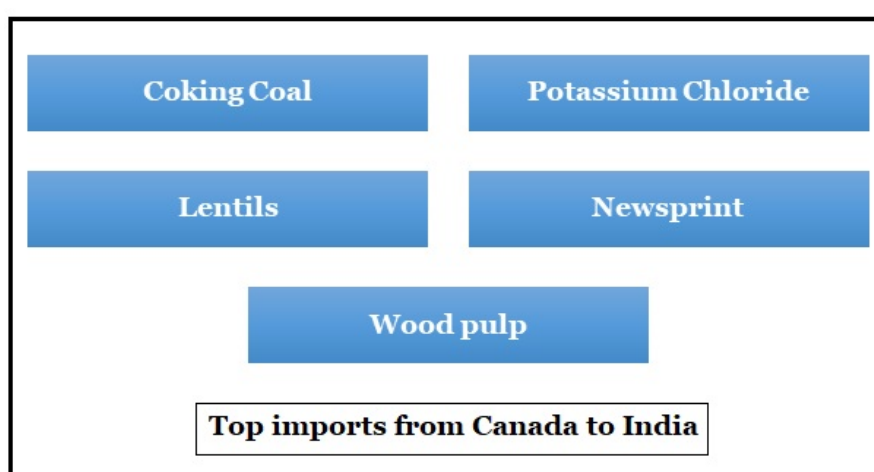 Coking Coal
Potassium Chloride
Lentils
Newsprint
Wood pulp
Top imports from Canada to India